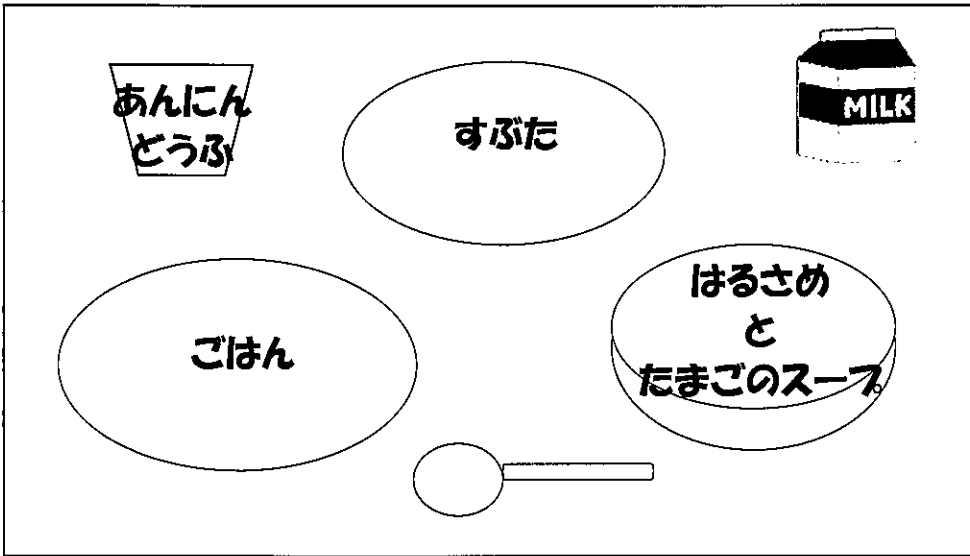 あんにん
どうふ
すぶた
MILK
ごはん
はるさめ
と
たまごのスープ